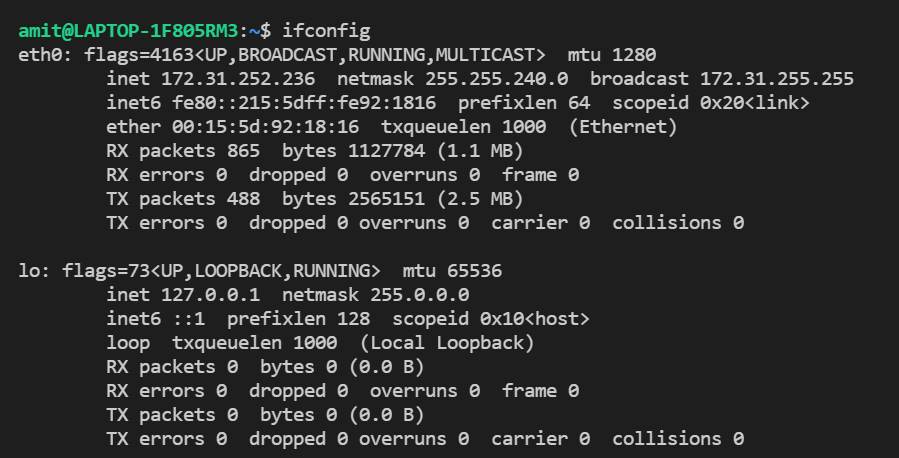 amit@LAPTOP-1F805RM3:~$ ifconfig
eth0: flags=4163<UP,BROADCAST,RUNNING,MULTICAST>  mtu 1280
        inet 172.31.252.236  netmask 255.255.240.0  broadcast 172.31.255.255
        inet6 fe80::215:5dff:fe92:1816  prefixlen 64  scopeid 0x20<link>
        ether 00:15:5d:92:18:16  txqueuelen 1000  (Ethernet)
        RX packets 865  bytes 1127784 (1.1 MB)
        RX errors 0  dropped 0  overruns 0  frame 0
        TX packets 488  bytes 2565151 (2.5 MB)
        TX errors 0  dropped 0 overruns 0  carrier 0  collisions 0

lo: flags=73<UP,LOOPBACK,RUNNING>  mtu 65536
        inet 127.0.0.1  netmask 255.0.0.0
        inet6 ::1  prefixlen 128  scopeid 0x10<host>
        loop  txqueuelen 1000  (Local Loopback)
        RX packets 0  bytes 0 (0.0 B)
        RX errors 0  dropped 0  overruns 0  frame 0
        TX packets 0  bytes 0 (0.0 B)
        TX errors 0  dropped 0 overruns 0  carrier 0  collisions 0